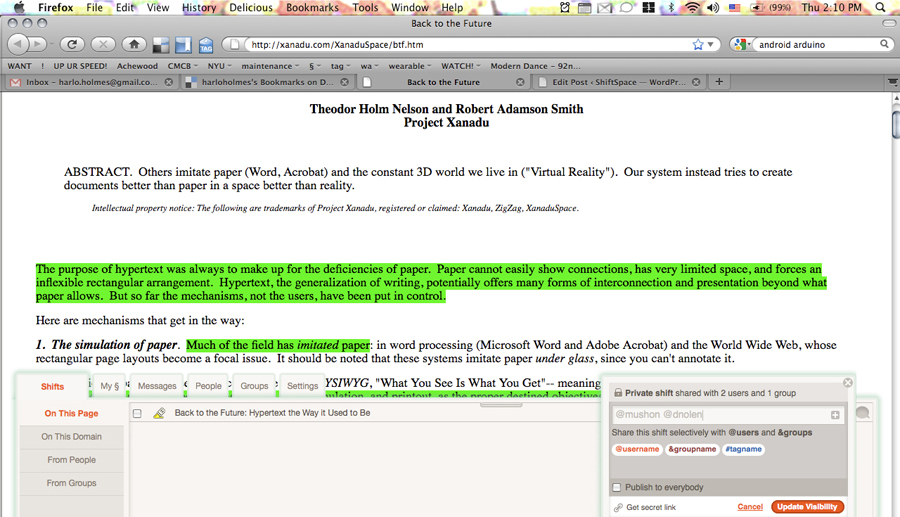 Firefox File Edit View History Delicious Bookmarks Tools Window Help (99%) Thu 2:10 PM
Back to the Future
http://xanadu.com/XanaduSpace/btf.htm android arduino
WANT ! UP UR SPEED! Achewood CMCB NYU maintenance § tag wa wearable WATCH! Modern Dance - 92n...
Inbox – harlo.holmes@gmail.co... harloholmes's Bookmarks on D... Back to the Future Edit Post ‹ ShiftSpace — WordPr...
Theodor Holm Nelson and Robert Adamson Smith
Project Xanadu
ABSTRACT. Others imitate paper (Word, Acrobat) and the constant 3D world we live in ("Virtual Reality"). Our system instead tries to create
documents better than paper in a space better than reality.
Intellectual property notice: The following are trademarks of Project Xanadu, registered or claimed: Xanadu, ZigZag, XanaduSpace.
The purpose of hypertext was always to make up for the deficiencies of paper. Paper cannot easily show connections, has very limited space, and forces an
inflexible rectangular arrangement. Hypertext, the generalization of writing, potentially offers many forms of interconnection and presentation beyond what
paper allows. But so far the mechanisms, not the users, have been put in control.
Here are mechanisms that get in the way:
1. The simulation of paper. Much of the field has imitated paper: in word processing (Microsoft Word and Adobe Acrobat) and the World Wide Web, whose
rectangular page layouts become a focal issue. It should be noted that these systems imitate paper under glass, since you can't annotate it.
YSIWYG, "What You See Is What You Get"-- meaning
Shifts My § Messages People Groups Settings
On This Page
Back to the Future: Hypertext the Way it Used to Be
On This Domain
From People
From Groups
Private shift shared with 2 users and 1 group
@mushon @dnolen
Share this shift selectively with @users and &groups
@username &groupname #tagname
Publish to everybody
Get secret link Cancel Update Visibility